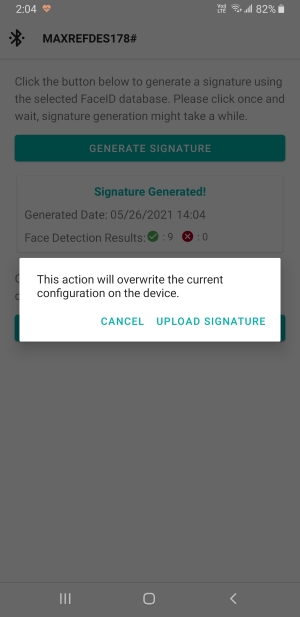 2:04 Vo) LTE 82%
MAXREFDES178#
Click the button below to generate a signature using
the selected FaceID database. Please click once and
wait, signature generation might take a while.
GENERATE SIGNATURE
Signature Generated!
Generated Date: 05/26/2021 14:04
Face Detection Results: : 9 : 0
This action will overwrite the current
configuration on the device.
CANCEL UPLOAD SIGNATURE